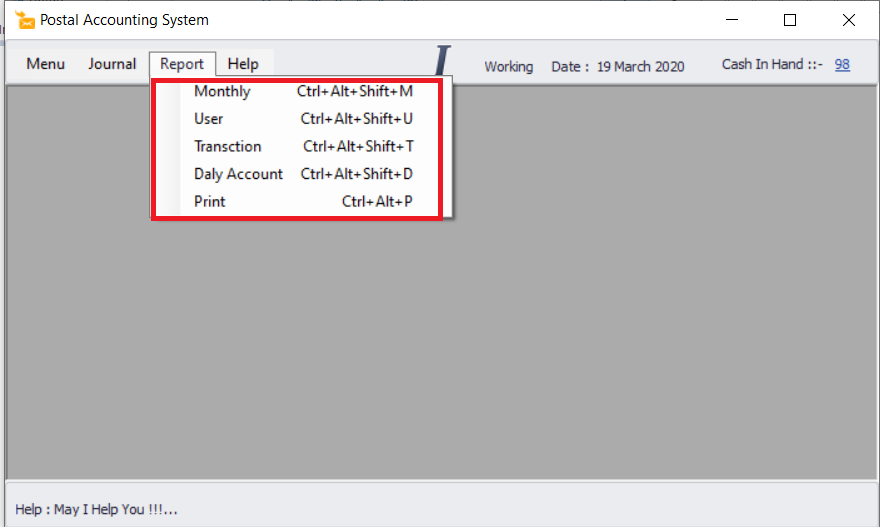 Postal Accounting System
Menu Journal Report Help
I
Working Date : 19 March 2020 Cash In Hand ::- 98
Monthly Ctrl+Alt+Shift+M
User Ctrl+Alt+Shift+U
Transction Ctrl+Alt+Shift+T
Daly Account Ctrl+Alt+Shift+D
Print Ctrl+Alt+P
Help : May I Help You !!!...